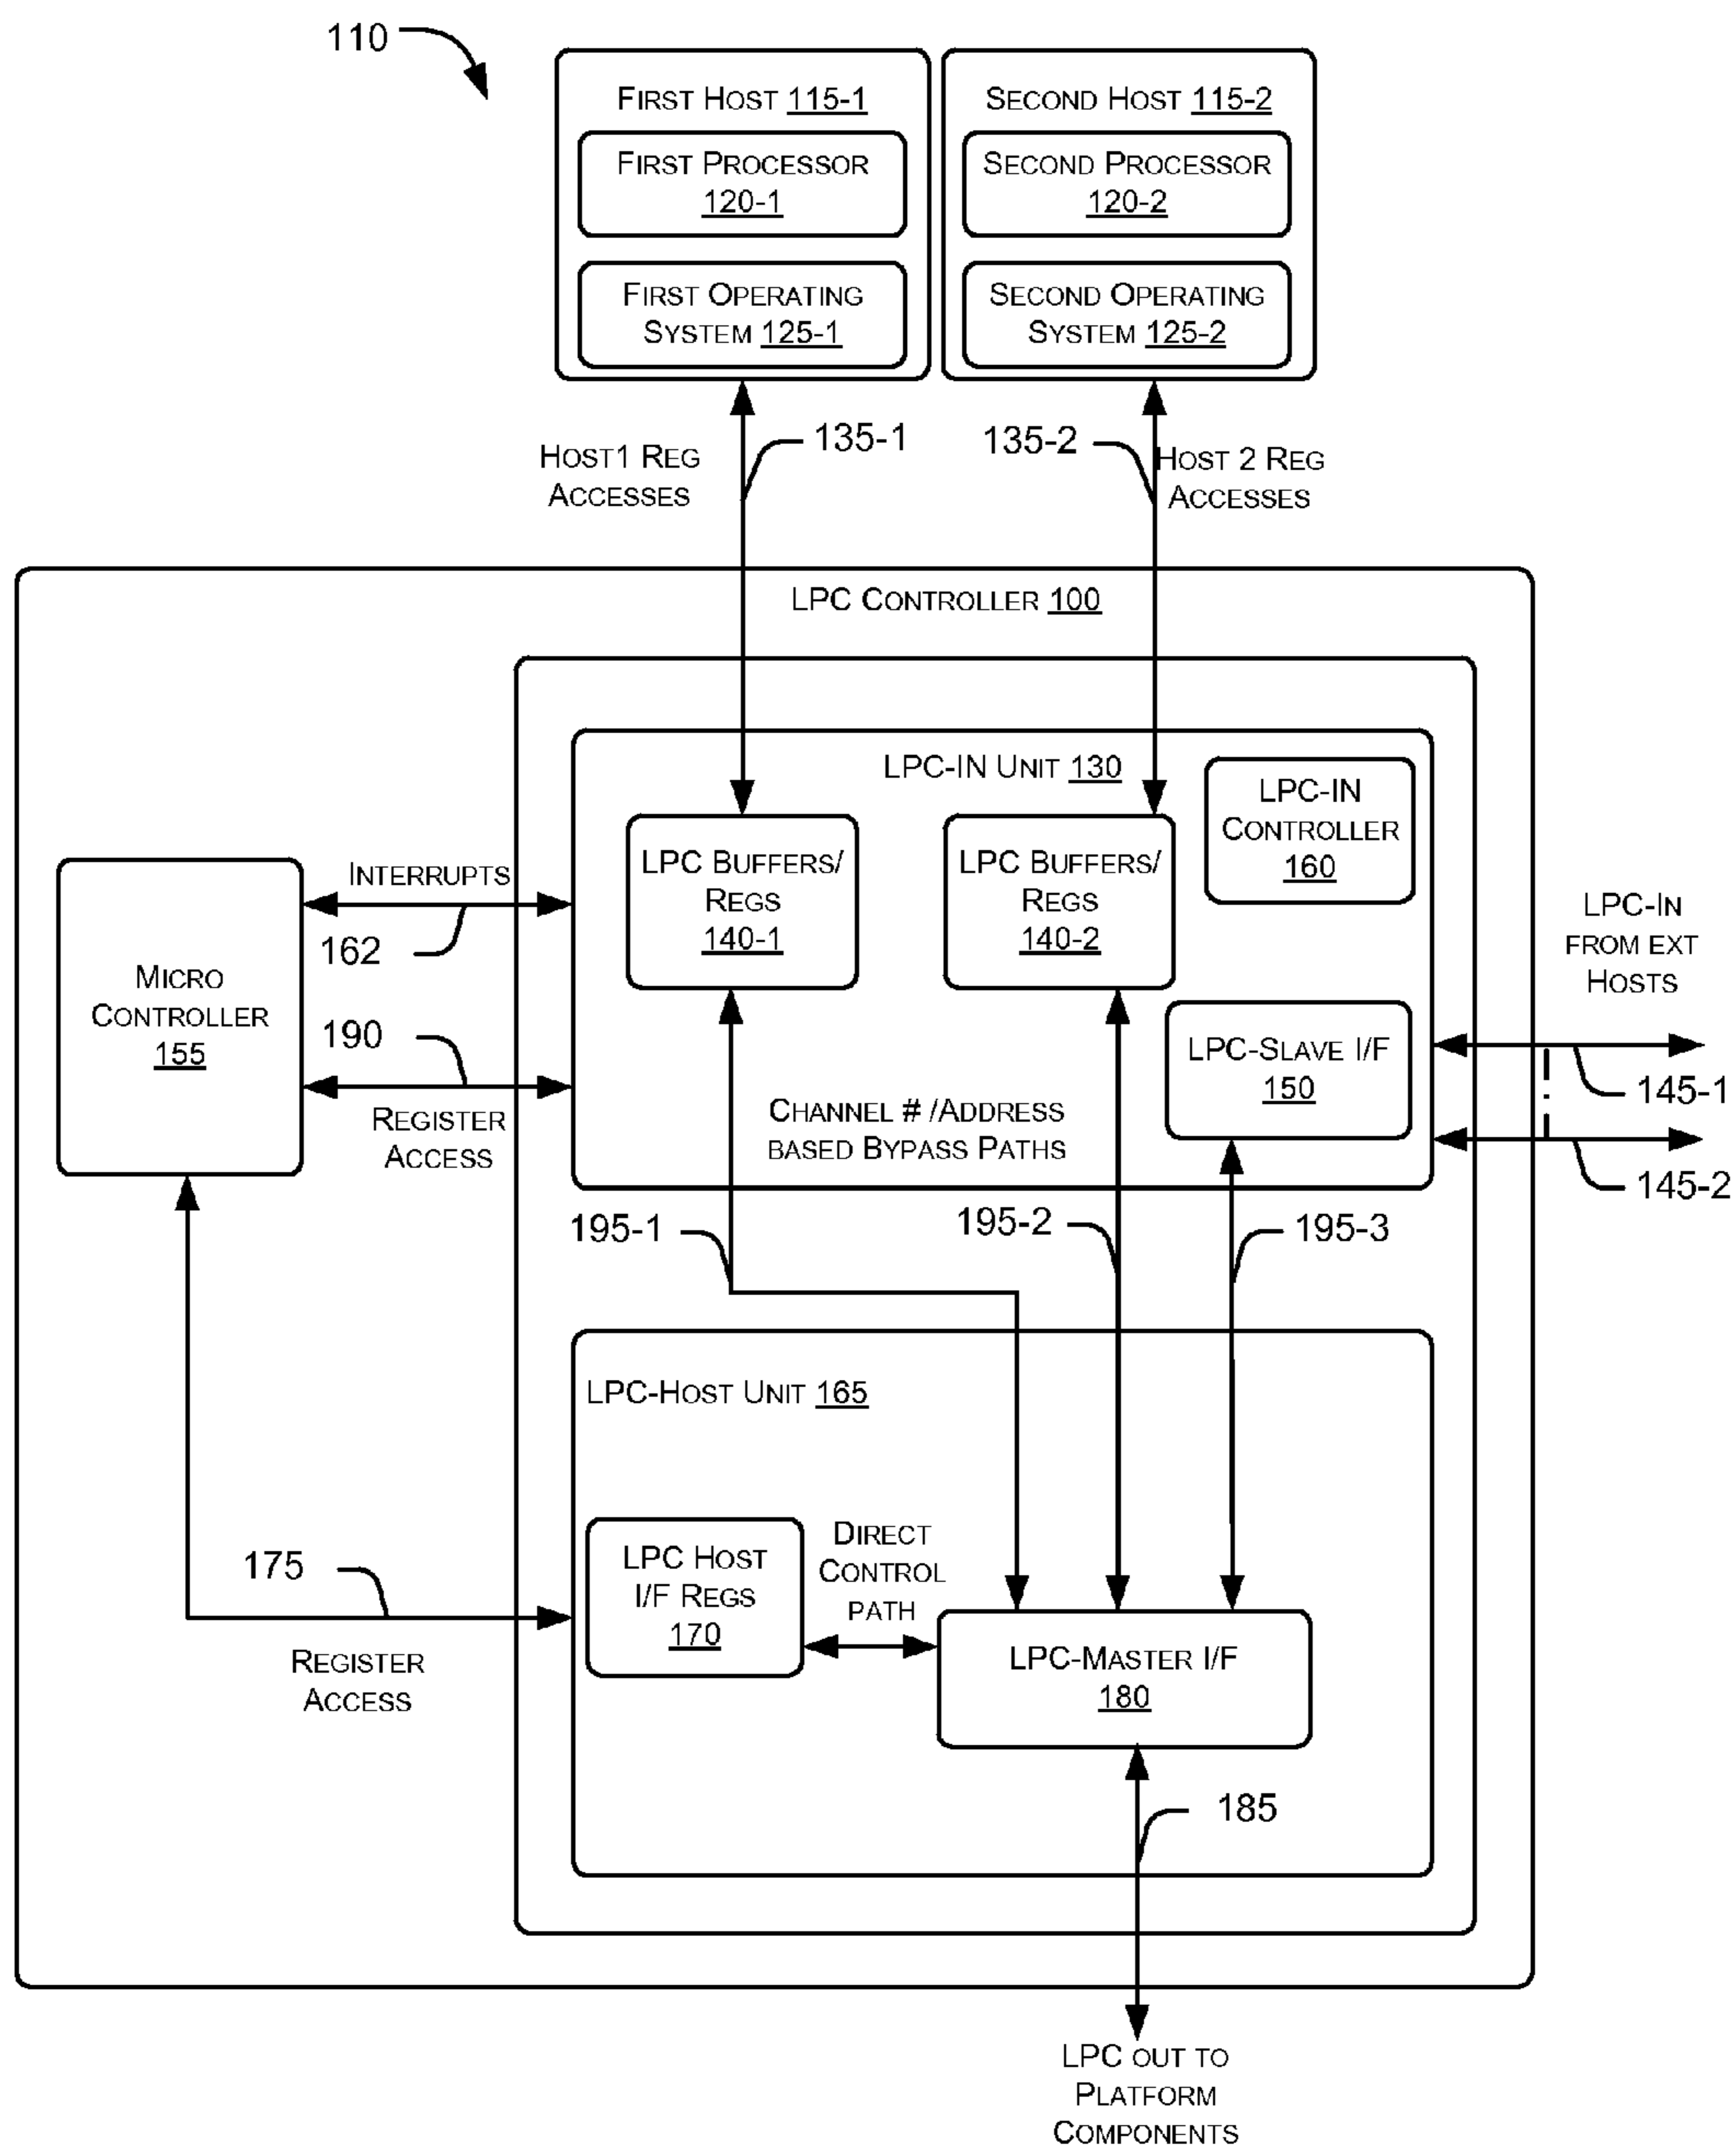 110
FIRST HOST 115-1
FIRST PROCESSOR
120-1
FIRST OPERATING
SYSTEM 125-1
SECOND HOST 115-2
SECOND PROCESSOR
120-2
SECOND OPERATING
SYSTEM 125-2
HOST1 REG
ACCESSES
135-1
135-2
HOST 2 REG
ACCESSES
LPC CONTROLLER 100
LPC-IN UNIT 130
LPC-IN
CONTROLLER
160
LPC BUFFERS/
REGS
140-1
LPC BUFFERS/
REGS
140-2
INTERRUPTS
162
MICRO
CONTROLLER
155
190
REGISTER
ACCESS
LPC-IN
FROM EXT
HOSTS
LPC-SLAVE I/F
150
145-1
145-2
CHANNEL # /ADDRESS
BASED BYPASS PATHS
195-1
195-2
195-3
LPC-HOST UNIT 165
LPC HOST
I/F REGS
170
DIRECT
CONTROL
PATH
175
REGISTER
ACCESS
LPC-MASTER I/F
180
185
LPC OUT TO
PLATFORM
COMPONENTS